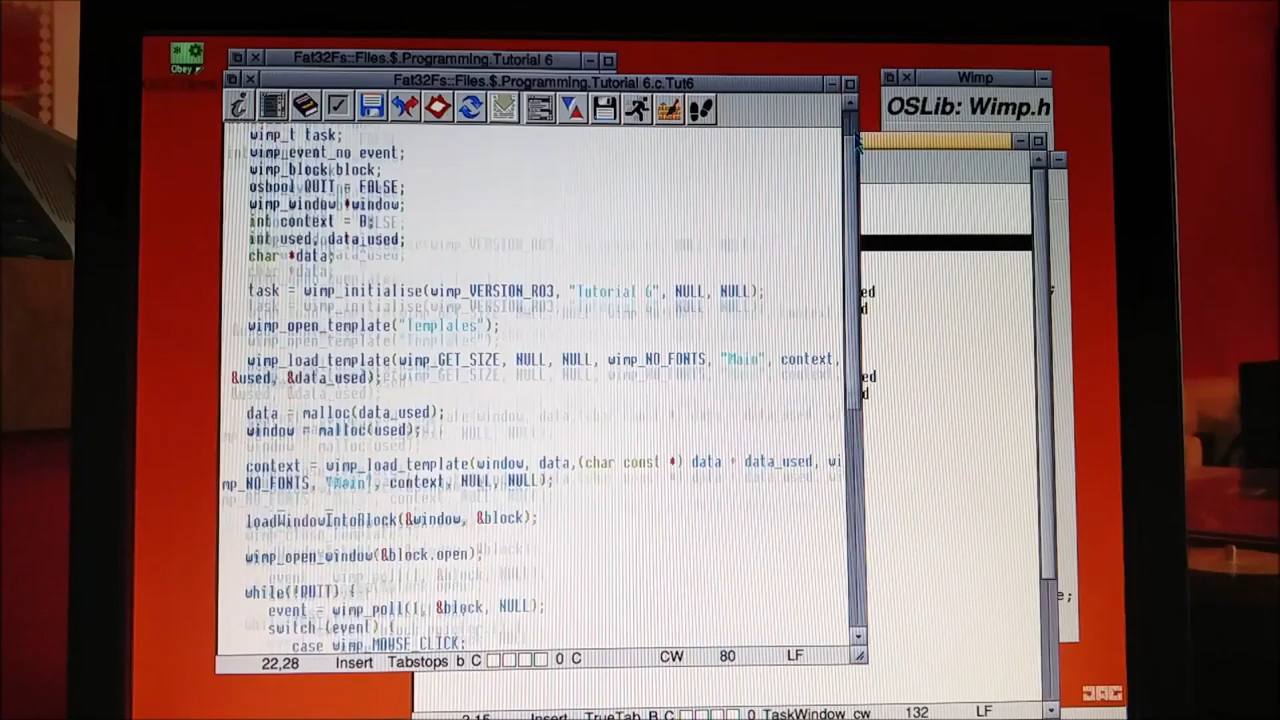 Obey
Fat32Fs::Files.$.Programming.Tutorial 6
Fat32Fs::Files.$.Programming.Tutorial 6.c.Tut6
Wimp
OSLib: Wimp.h
wimp_t task;
wimp_event_no event;
wimp_block block;
osbool QUIT = FALSE;
wimp_window *window;
int context = 0;
int used, data_used;
char *data;
task = wimp_initialise(wimp_VERSION_RO3, "Tutorial 6", NULL, NULL);
wimp_open_template("Templates");
wimp_load_template(wimp_GET_SIZE, NULL, NULL, wimp_NO_FONTS, "Main", context,
&used, &data_used);
data = malloc(data_used);
window = malloc(used);
context = wimp_load_template(window, data,(char const *) data + data_used, wi
mp_NO_FONTS, "Main", context, NULL, NULL);
loadWindowIntoBlock(&window, &block);
wimp_open_window(&block.open);
while(!QUIT) {
event = wimp_poll(1, &block, NULL);
switch (event) {
case wimp_MOUSE_CLICK:
22,28 Insert Tabstops b C 0 C CW 80 LF
ed
d
ed
d
e;
2,15 Insert TrueTab B C 0 TaskWindow cw 132 LF